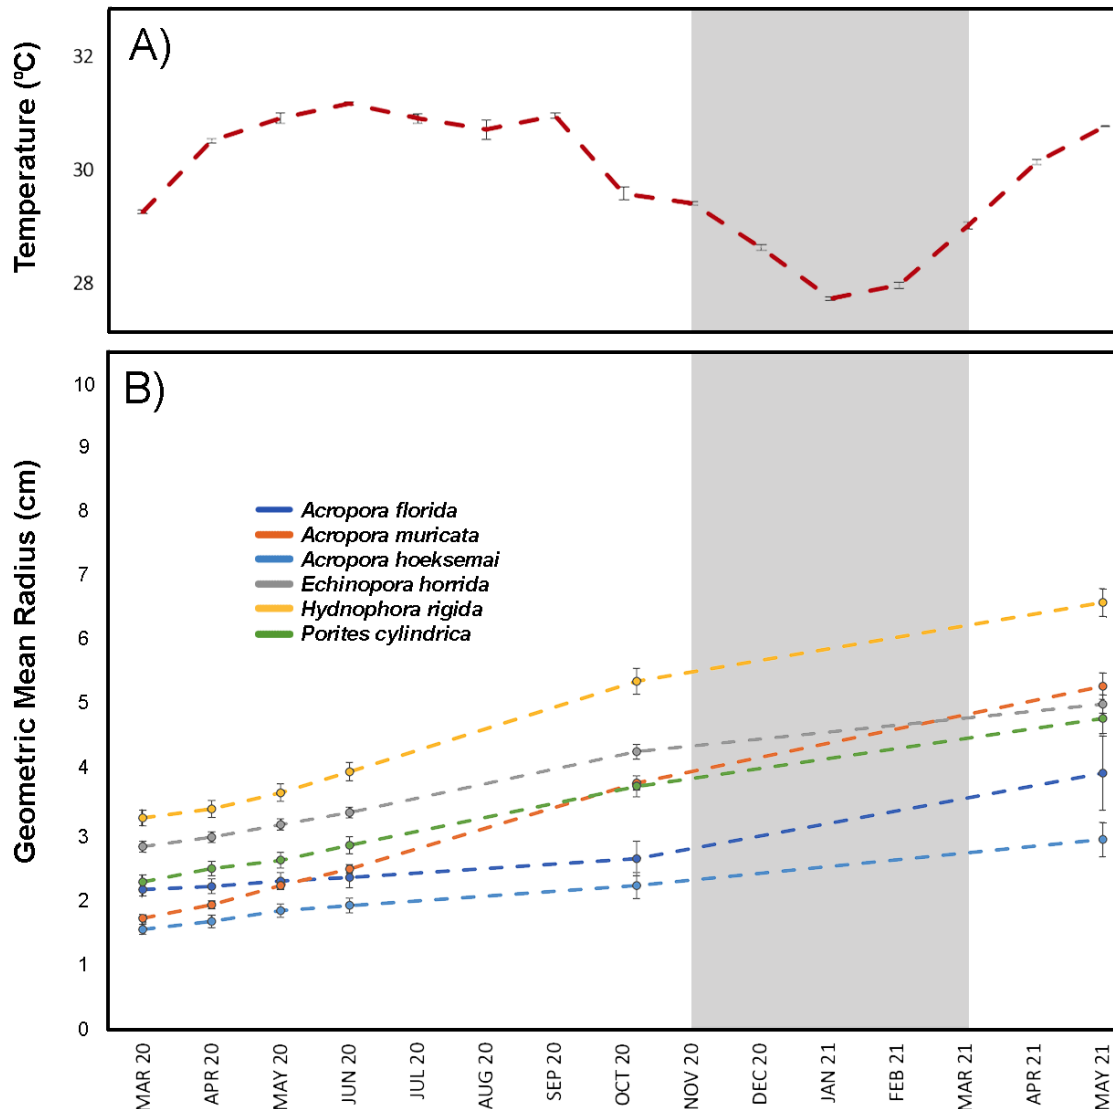 A)
Temperature (ºC)
32
30
28
B)
Geometric Mean Radius (cm)
10
9
8
7
6
5
4
3
2
1
0
Acropora florida
Acropora muricata
Acropora hoeksemai
Echinopora horrida
Hydnophora rigida
Porites cylindrica
MAR 20
APR 20
MAY 20
JUN 20
JUL 20
AUG 20
SEP 20
OCT 20
NOV 20
DEC 20
JAN 21
FEB 21
MAR 21
APR 21
MAY 21